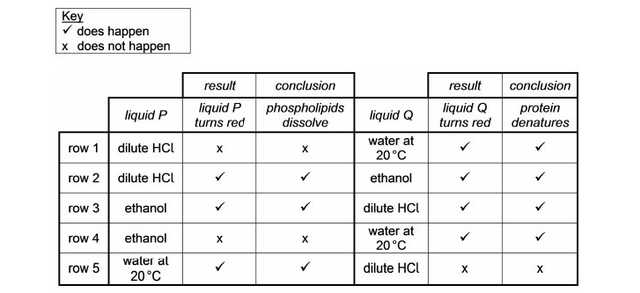 Key
✓ does happen
x does not happen
result conclusion result conclusion
liquid P liquid P turns red phospholipids dissolve liquid Q liquid Q turns red protein denatures
row 1 dilute HCl x x water at 20 °C ✓ ✓
row 2 dilute HCl ✓ ✓ ethanol ✓ ✓
row 3 ethanol ✓ ✓ dilute HCl ✓ ✓
row 4 ethanol x x water at 20 °C ✓ ✓
row 5 water at 20 °C ✓ ✓ dilute HCl x x